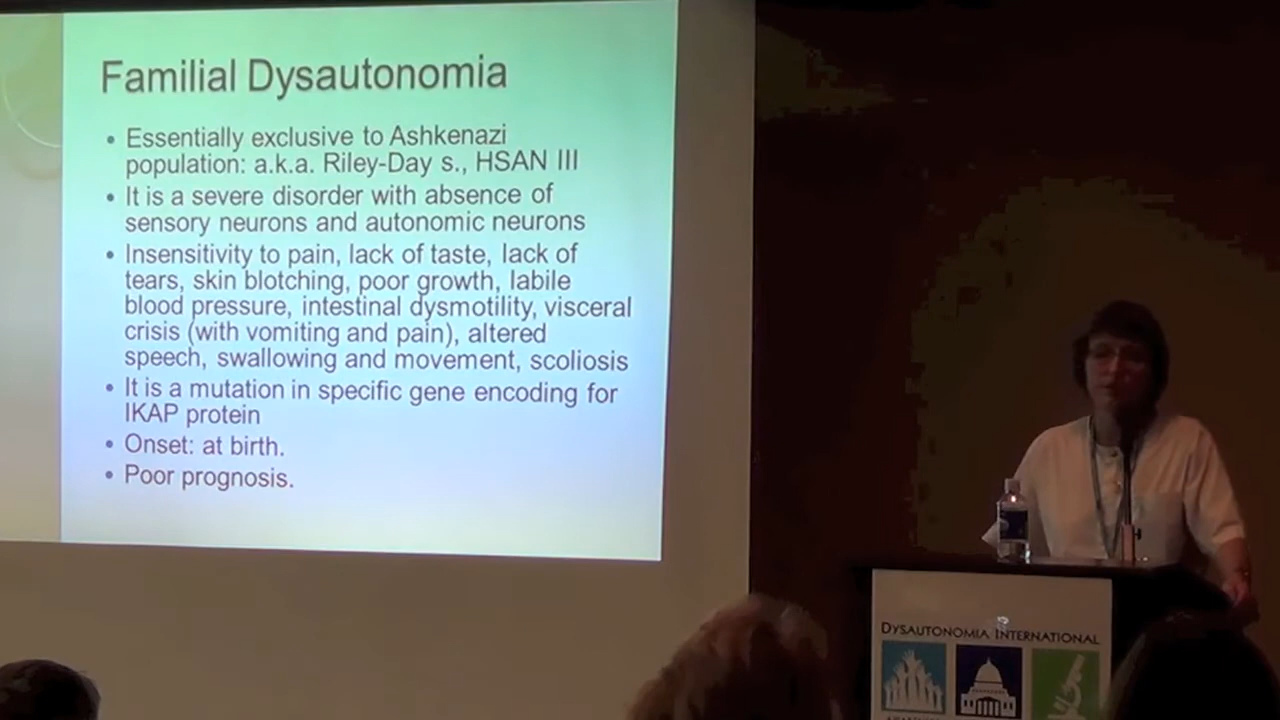 Familial Dysautonomia
• Essentially exclusive to Ashkenazi
population: a.k.a. Riley-Day s., HSAN III
• It is a severe disorder with absence of
sensory neurons and autonomic neurons
• Insensitivity to pain, lack of taste, lack of
tears, skin blotching, poor growth, labile
blood pressure, intestinal dysmotility, visceral
crisis (with vomiting and pain), altered
speech, swallowing and movement, scoliosis
• It is a mutation in specific gene encoding for
IKAP protein
• Onset: at birth.
• Poor prognosis.
DYSAUTONOMIA INTERNATIONAL